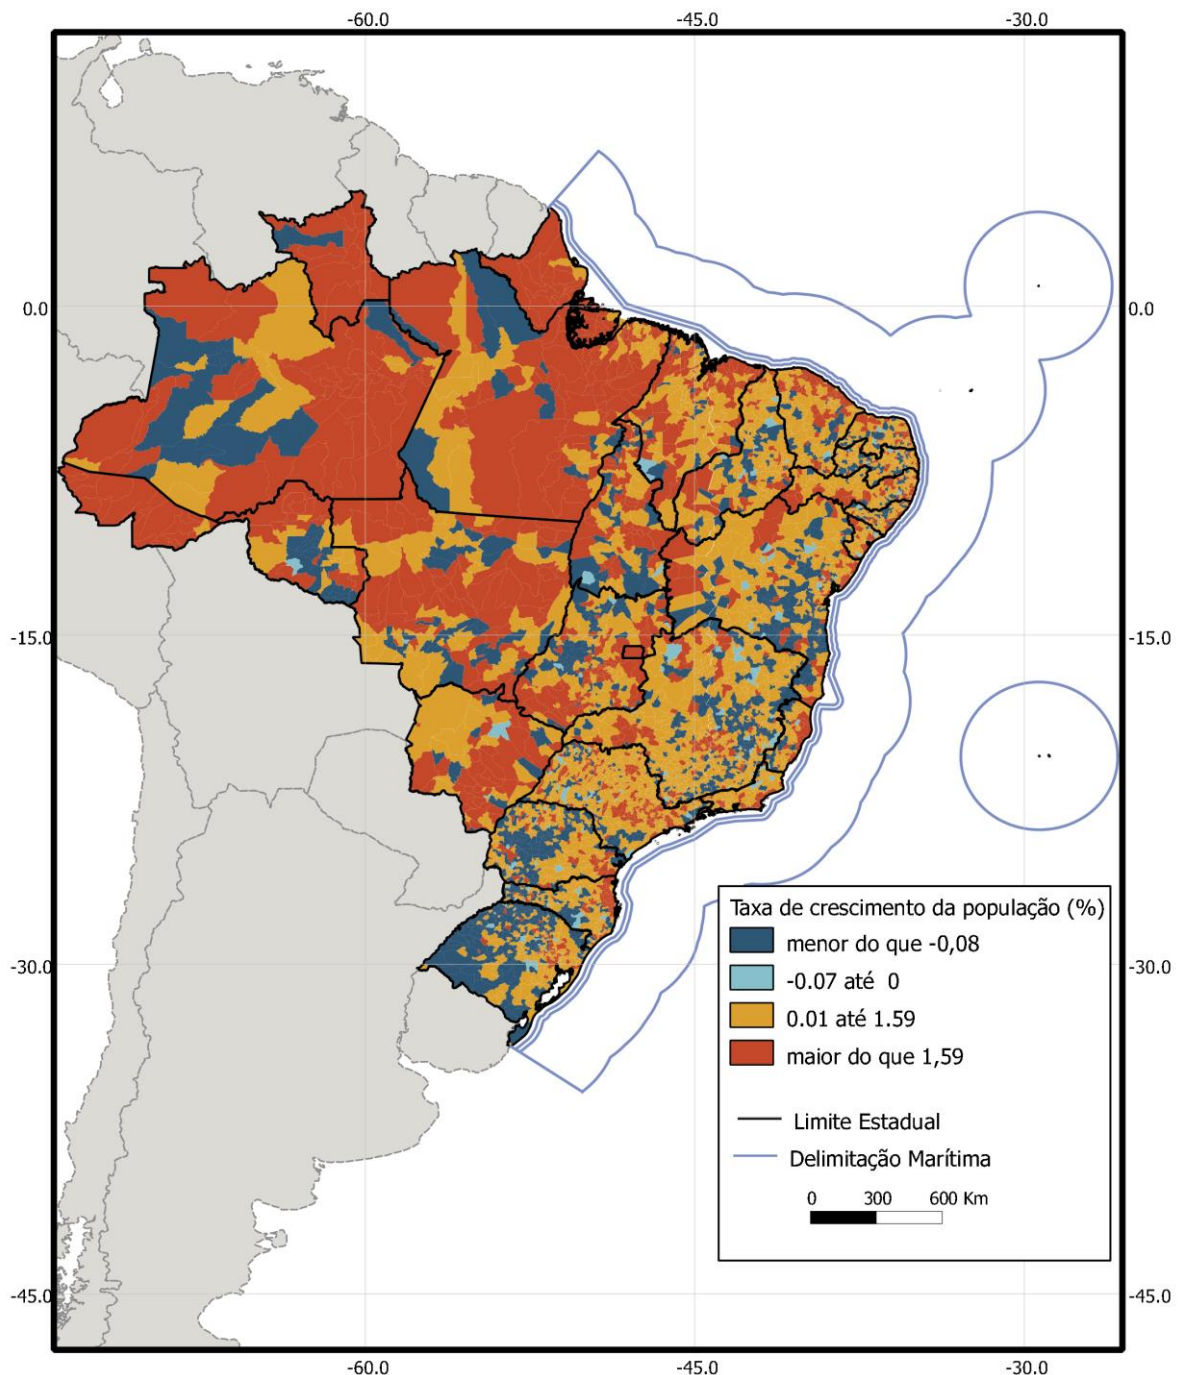 -60.0 -45.0 -30.0
0.0 0.0
-15.0 -15.0
Taxa de crescimento da população (%)
menor do que -0,08
-0.07 até 0
0.01 até 1.59
maior do que 1,59
Limite Estadual
Delimitação Marítima
0 300 600 Km
-30.0 -30.0
-45.0 -45.0
-60.0 -45.0 -30.0